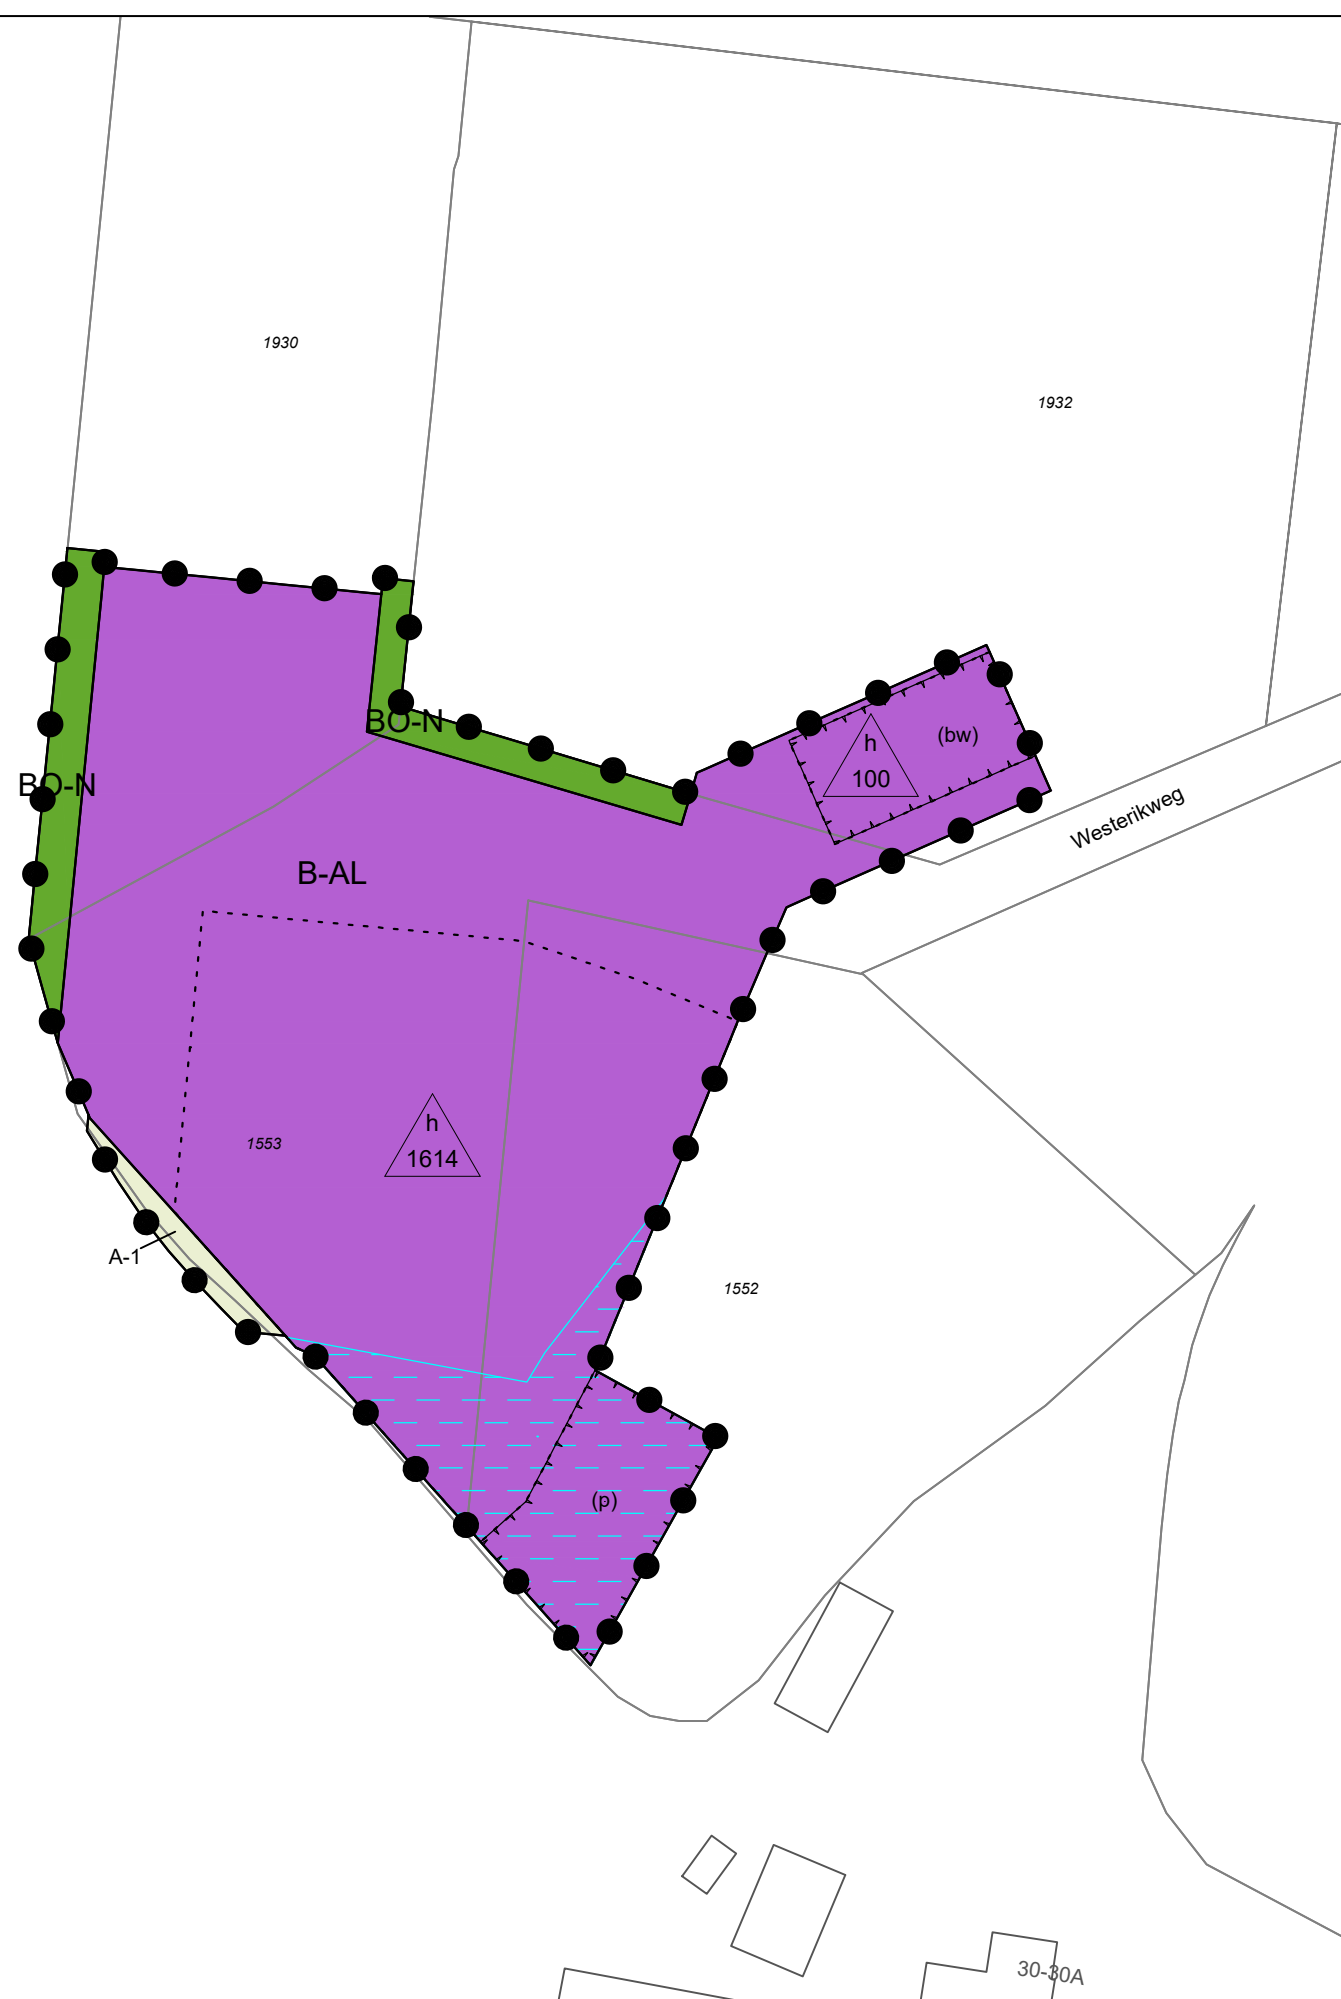 1930
1932
BO-N
(bw)
h
100
BO-N
Westerikweg
B-AL
h
1614
1553
A-1
1552
(p)
30-30A